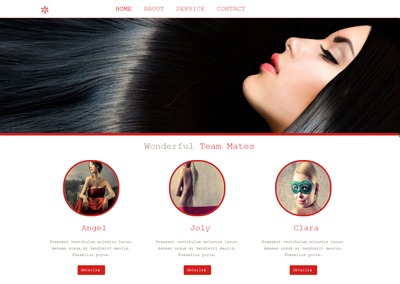 HOME ABOUT SERVICE CONTACT
Wonderful Team Mates
Angel
Praesent vestibulum molestie lacus.
Aenean nonum my hendrerit mauris.
Phasellus porta.
details
Joly
Praesent vestibulum molestie lacus.
Aenean nonum my hendrerit mauris.
Phasellus porta.
details
Clara
Praesent vestibulum molestie lacus.
Aenean nonum my hendrerit mauris.
Phasellus porta.
details